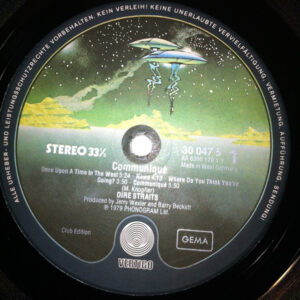 ALLE URHEBER- UND LEISTUNGSSCHUTZRECHTE VORBEHALTEN. KEIN VERLEIH! KEINE UNERLAUBTE VERVIELFÄLTIGUNG, VERMIETUNG, AUFFÜHRUNG, SENDUNG!
STEREO 33⅓
30 047 5
1
Made in West Germany
Communiqué
Once Upon A Time In The West 5:24 · News 4:13 · Where Do You Think You're
Going? 3:50 · Communiqué 5:50
(M. Knopfler)
DIRE STRAITS
Produced by Jerry Wexler and Barry Beckett
℗ 1979 PHONOGRAM Ltd.
Club Edition
GEMA
VERTIGO